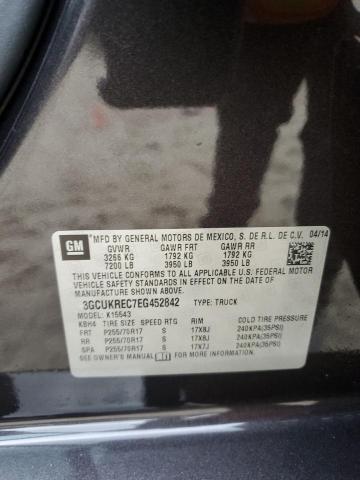 GM
MFD BY GENERAL MOTORS DE MEXICO, S. DE R.L. DE C.V. 04/14
GVWR GAWR FRT GAWR RR
3266 KG 1792 KG 1792 KG
7200 LB 3950 LB 3950 LB
THIS VEHICLE CONFORMS TO ALL APPLICABLE U.S. FEDERAL MOTOR
VEHICLE SAFETY STANDARDS IN EFFECT ON THE DATE OF
MANUFACTURE SHOWN ABOVE.
3GCUKREC7EG452842 TYPE: TRUCK
MODEL: K15543
KBH4 TIRE SIZE SPEED RTG RIM COLD TIRE PRESSURE
FRT P255/70R17 S 17X8J 240KPA(35PSI)
RR P255/70R17 S 17X8J 240KPA(35PSI)
SPA P255/70R17 S 17X7J 240KPA(35PSI)
SEE OWNER'S MANUAL FOR MORE INFORMATION.